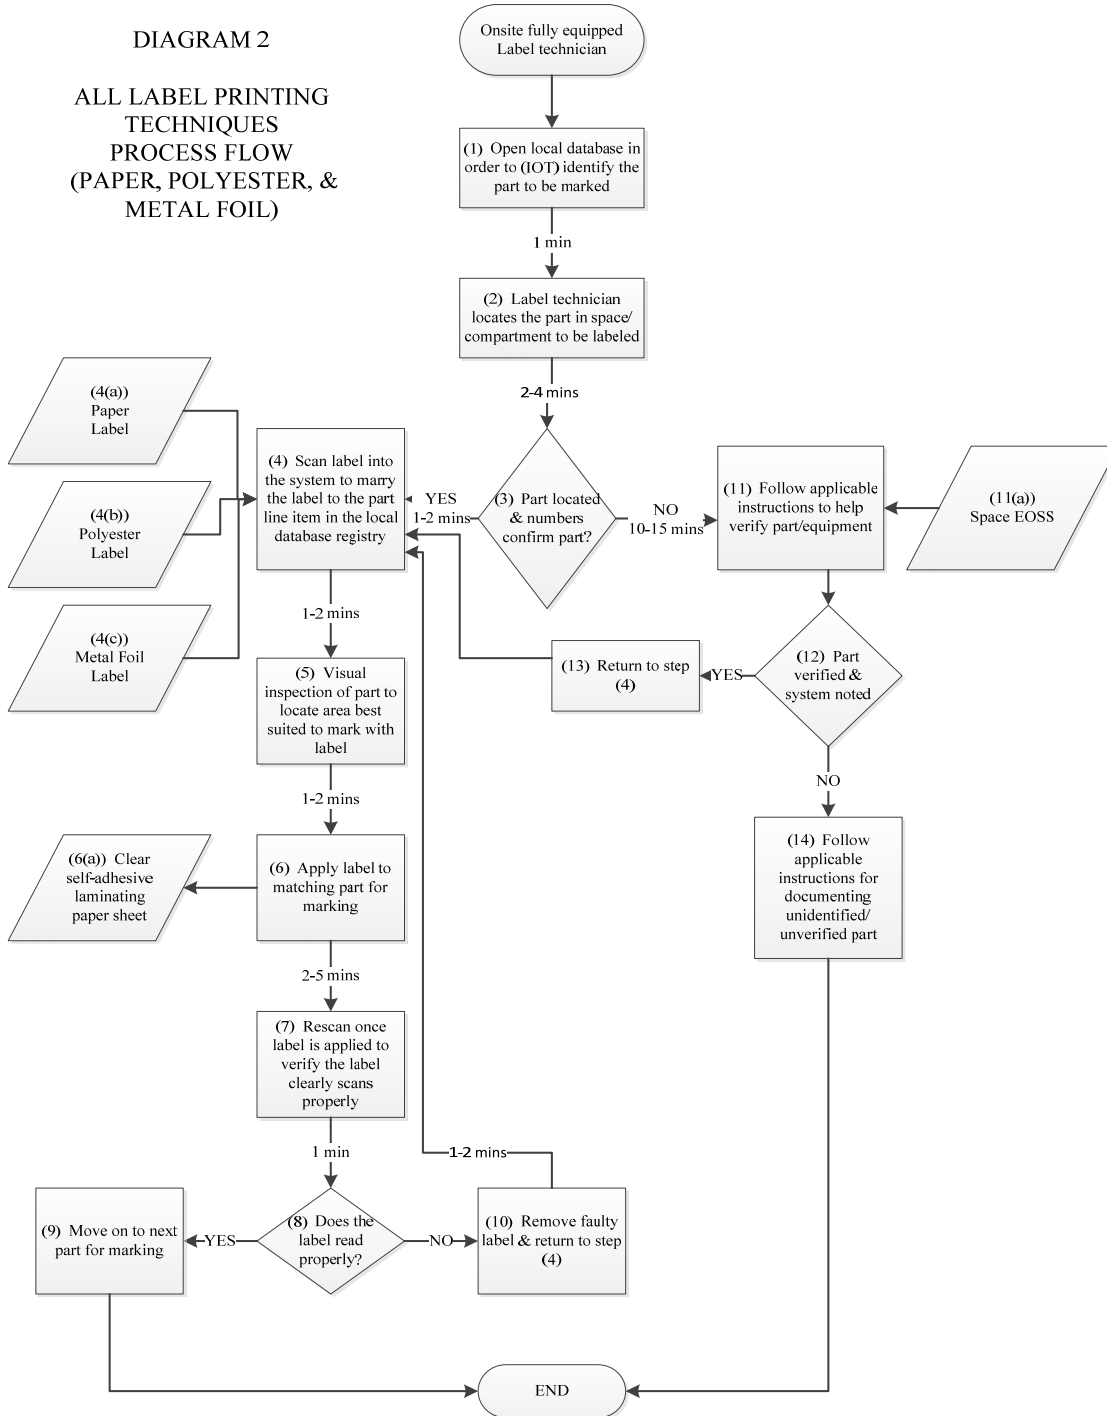 DIAGRAM 2
ALL LABEL PRINTING
TECHNIQUES
PROCESS FLOW
(PAPER, POLYESTER, &
METAL FOIL)
Onsite fully equipped
Label technician
(1) Open local database in
order to (IOT) identify the
part to be marked
1 min
(2) Label technician
locates the part in space/
compartment to be labeled
2-4 mins
(3) Part located
& numbers
confirm part?
YES
1-2 mins
NO
10-15 mins
(4(a))
Paper
Label
(4(b))
Polyester
Label
(4(c))
Metal Foil
Label
(4) Scan label into
the system to marry
the label to the part
line item in the local
database registry
1-2 mins
(5) Visual
inspection of part to
locate area best
suited to mark with
label
1-2 mins
(6) Apply label to
matching part for
marking
(6(a)) Clear
self-adhesive
laminating
paper sheet
2-5 mins
(7) Rescan once
label is applied to
verify the label
clearly scans
properly
1 min
(8) Does the
label read
properly?
YES
(9) Move on to next
part for marking
NO
(10) Remove faulty
label & return to step
(4)
1-2 mins
(11) Follow applicable
instructions to help
verify part/equipment
(11(a))
Space EOSS
(12) Part
verified &
system noted
YES
(13) Return to step
(4)
NO
(14) Follow
applicable
instructions for
documenting
unidentified/
unverified part
END